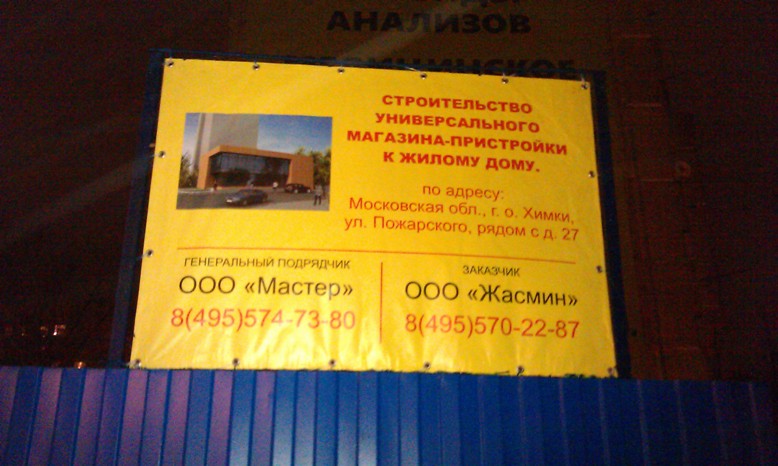 АНАЛИЗОВ
СТРОИТЕЛЬСТВО
УНИВЕРСАЛЬНОГО
МАГАЗИНА-ПРИСТРОЙКИ
К ЖИЛОМУ ДОМУ.
по адресу:
Московская обл., г. о. Химки,
ул. Пожарского, рядом с д. 27
ГЕНЕРАЛЬНЫЙ ПОДРЯДЧИК
ООО «Мастер»
8(495)574-73-80
ЗАКАЗЧИК
ООО «Жасмин»
8(495)570-22-87